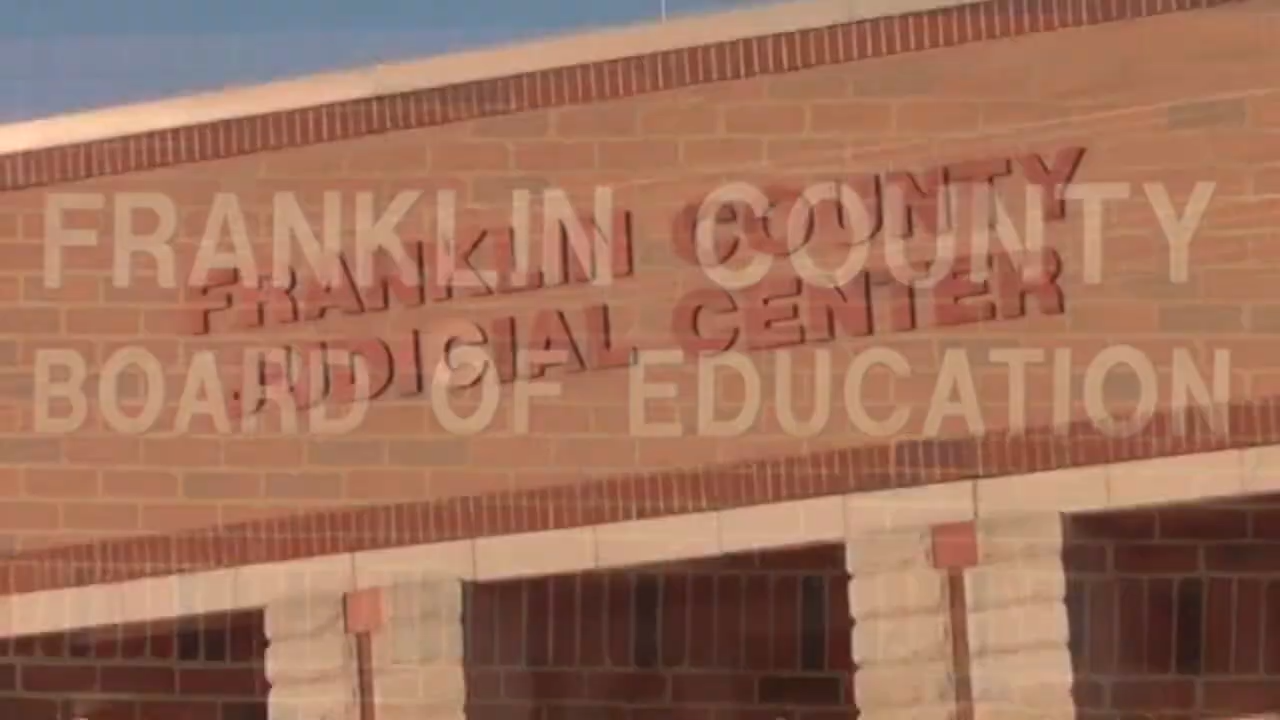 FRANKLIN COUNTY
BOARD OF EDUCATION
FRANKLIN COUNTY
JUDICIAL CENTER